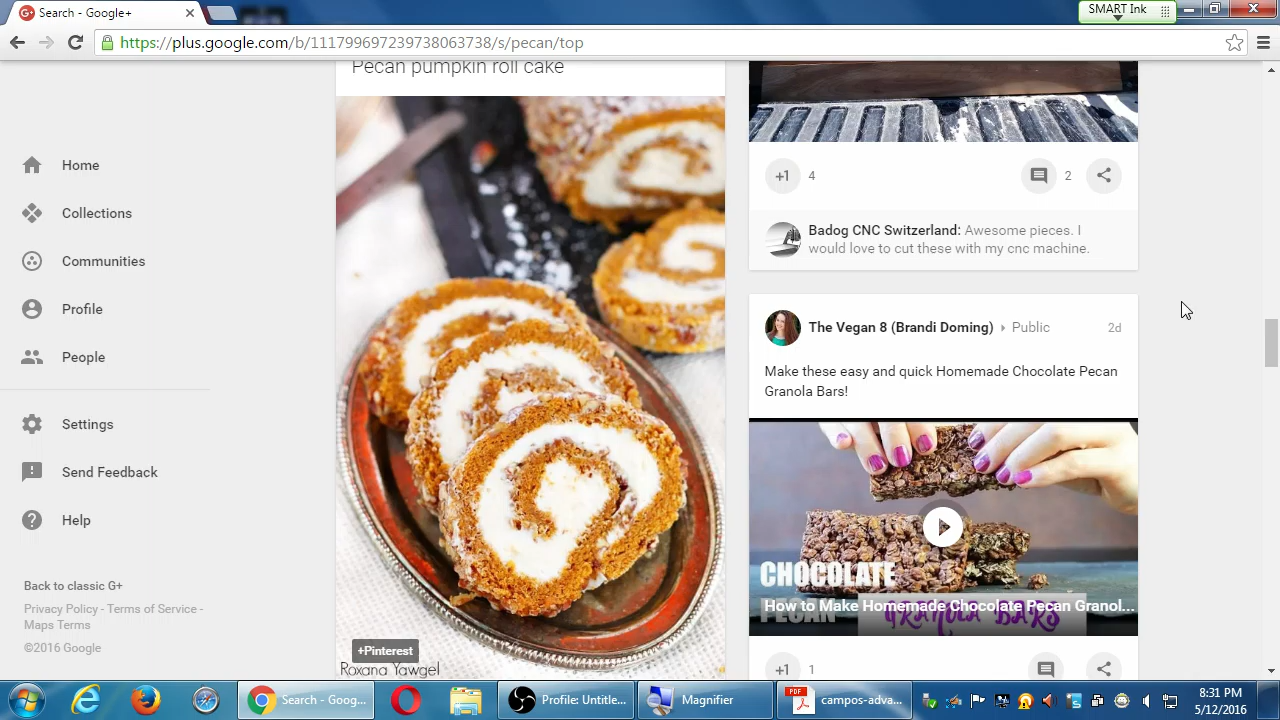 Search - Google+
SMART Ink
https://plus.google.com/b/111799697239738063738/s/pecan/top
Home
Collections
Communities
Profile
People
Settings
Send Feedback
Help
Back to classic G+
Privacy Policy - Terms of Service -
Maps Terms
©2016 Google
Pecan pumpkin roll cake
+Pinterest
Roxana Yawgel
+1
4
2
Badog CNC Switzerland: Awesome pieces. I
would love to cut these with my cnc machine.
The Vegan 8 (Brandi Doming)
Public
2d
Make these easy and quick Homemade Chocolate Pecan
Granola Bars!
CHOCOLATE
How to Make Homemade Chocolate Pecan Granol...
PECAN
GRANOLA BARS
+1
1
Search - Goog...
Profile: Untitle...
Magnifier
PDF
campos-adva...
8:31 PM
5/12/2016